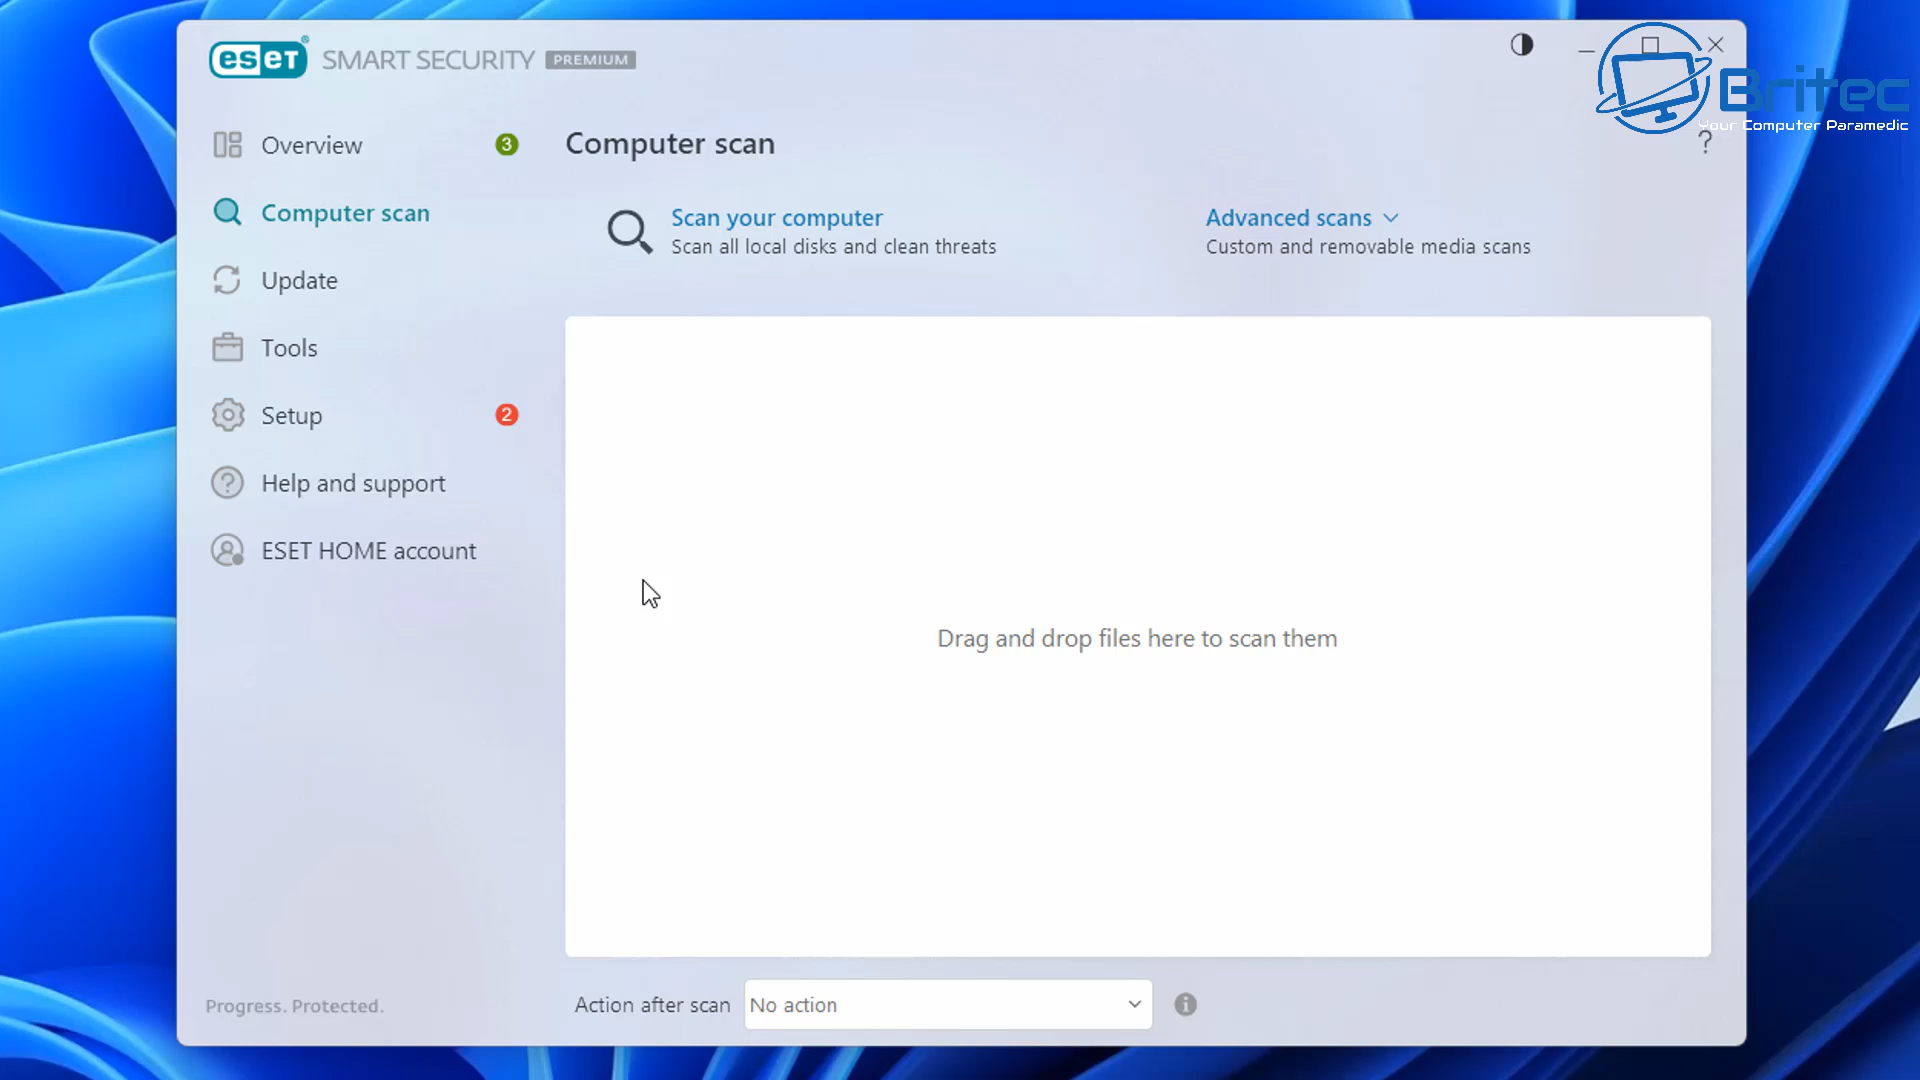 eset® SMART SECURITY PREMIUM
Britec
Your Computer Paramedic
?
Overview 3
Computer scan
Update
Tools
Setup 2
Help and support
ESET HOME account
Computer scan
Scan your computer
Scan all local disks and clean threats
Advanced scans
Custom and removable media scans
Drag and drop files here to scan them
Action after scan No action
Progress. Protected.